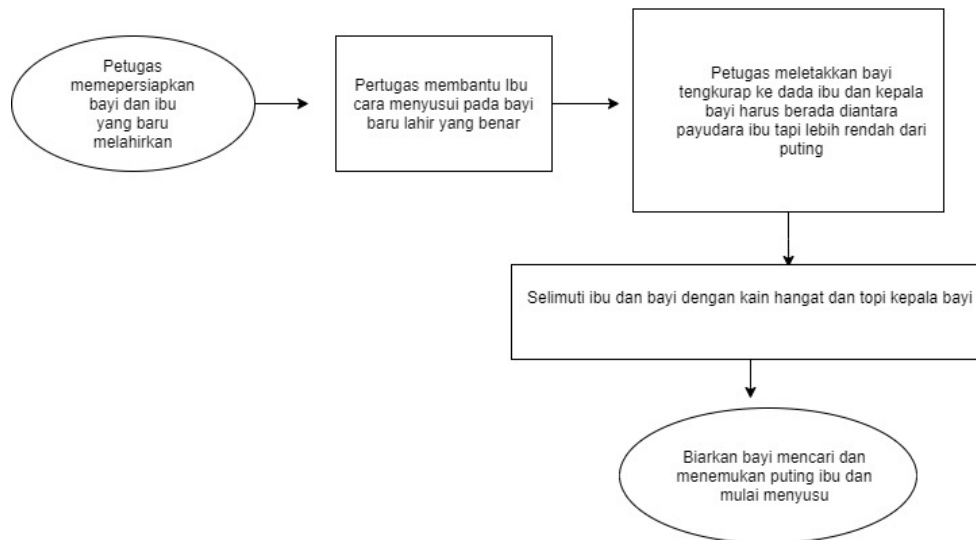 Petugas
memepersiapkan
bayi dan ibu
yang baru
melahirkan
Pertugas membantu Ibu
cara menyusui pada bayi
baru lahir yang benar
Petugas meletakkan bayi
tengkurap ke dada ibu dan kepala
bayi harus berada diantara
payudara ibu tapi lebih rendah dari
puting
Selimuti ibu dan bayi dengan kain hangat dan topi kepala bayi
Biarkan bayi mencari dan
menemukan puting ibu dan
mulai menyusu